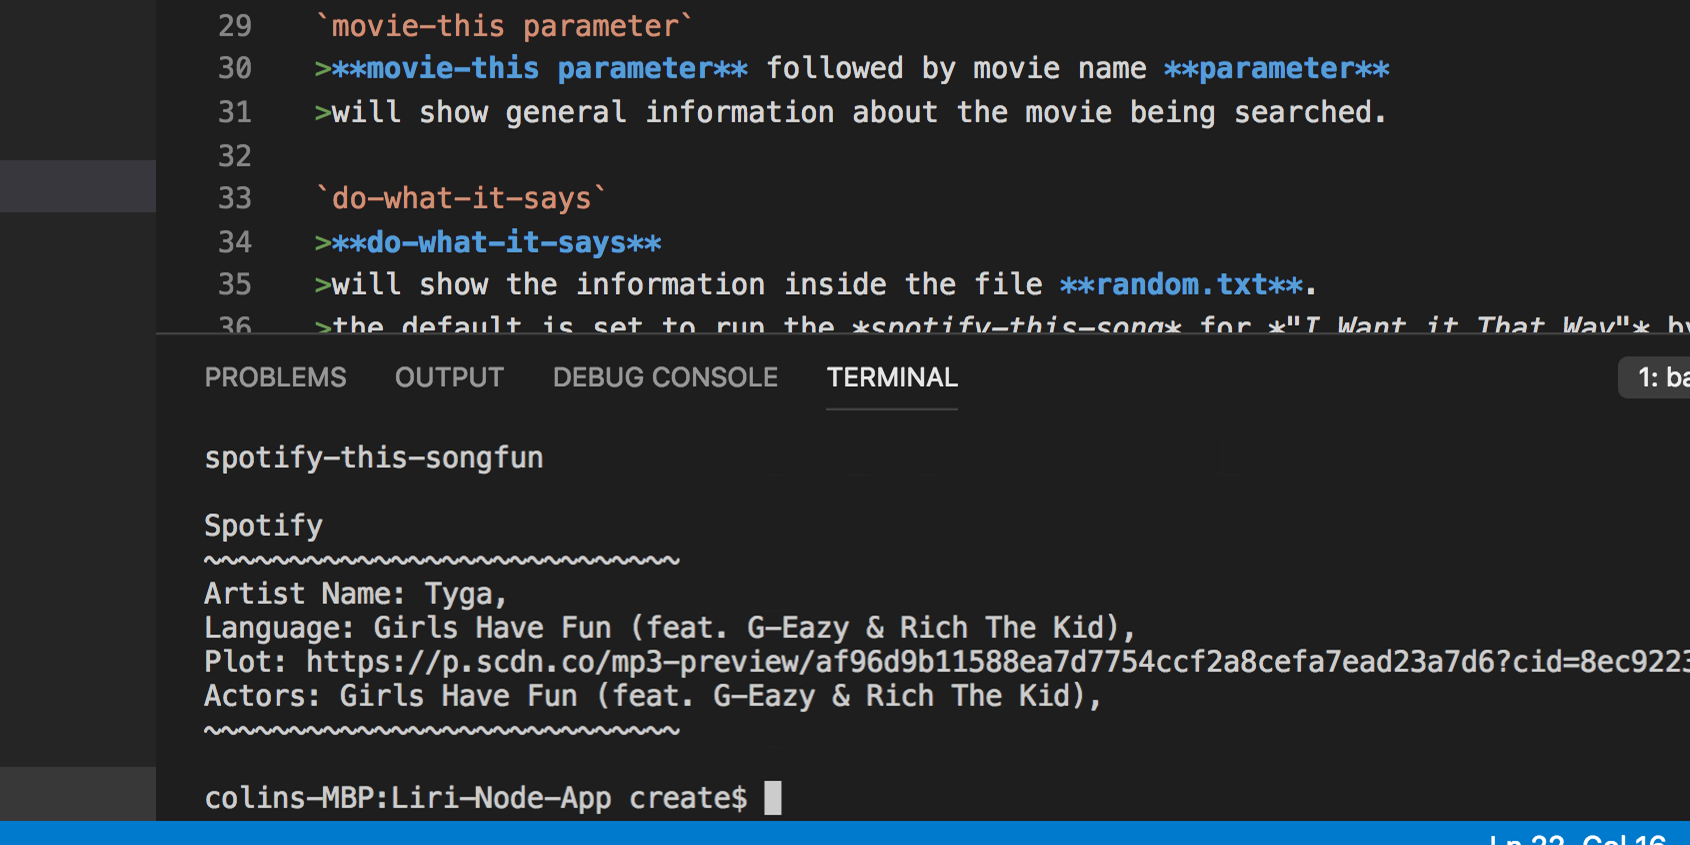 29 `movie-this parameter`
30 >**movie-this parameter** followed by movie name **parameter**
31 >will show general information about the movie being searched.
32
33 `do-what-it-says`
34 >**do-what-it-says**
35 >will show the information inside the file **random.txt**.
36 >the default is set to run the *spotify-this-song* for *"I Want it That Way"* by
PROBLEMS OUTPUT DEBUG CONSOLE TERMINAL 1: ba
spotify-this-songfun
Spotify
~~~~~~~~~~~~~~~~~~~~~~~~~~~~
Artist Name: Tyga,
Language: Girls Have Fun (feat. G-Eazy & Rich The Kid),
Plot: https://p.scdn.co/mp3-preview/af96d9b11588ea7d7754ccf2a8cefa7ead23a7d6?cid=8ec9223
Actors: Girls Have Fun (feat. G-Eazy & Rich The Kid),
~~~~~~~~~~~~~~~~~~~~~~~~~~~~
colins-MBP:Liri-Node-App create$
Ln 22, Col 16